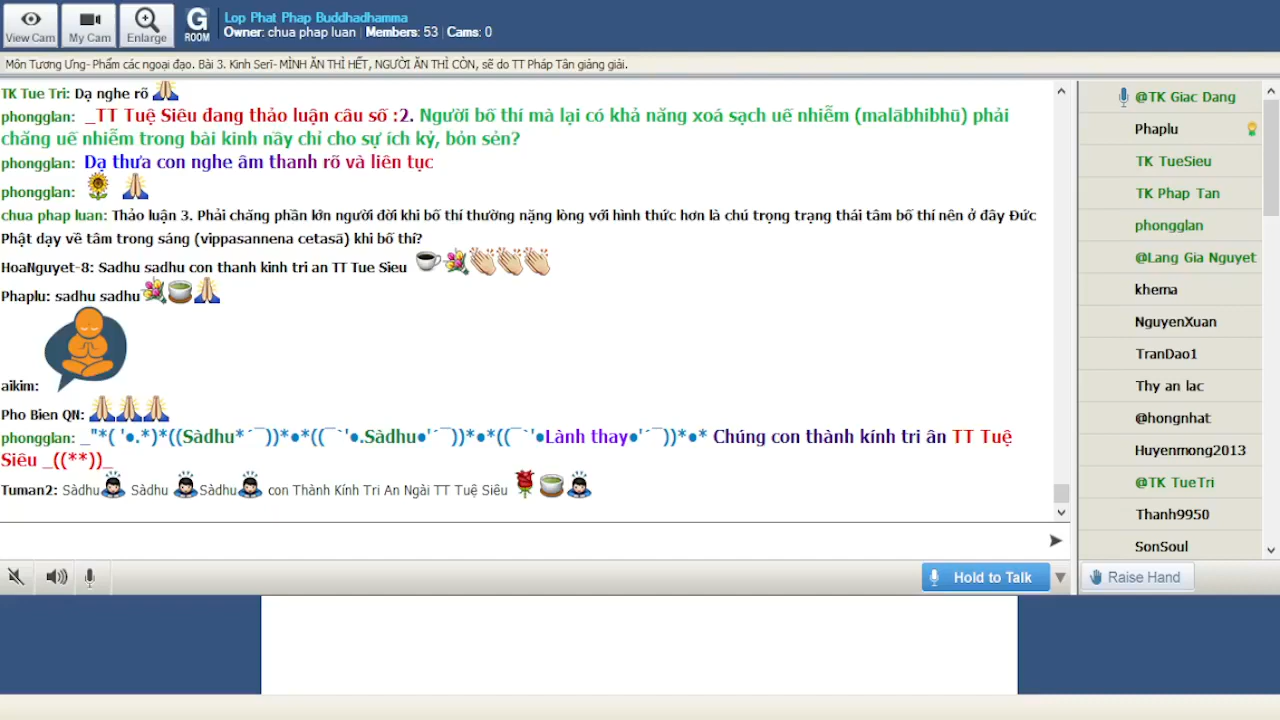 View Cam
My Cam
Enlarge
G
ROOM
Lop Phat Phap Buddhadhamma
Owner: chua phap luan | Members: 53 | Cams: 0
Môn Tương Ưng- Phẩm các ngoại đạo. Bài 3. Kinh Serī- MÌNH ĂN THÌ HẾT, NGƯỜI ĂN THÌ CÒN, sẽ do TT Pháp Tân giảng giải.
TK Tue Tri: Dạ nghe rõ
phongglan: _TT Tuệ Siêu đang thảo luận câu số :2. Người bố thí mà lại có khả năng xoá sạch uế nhiễm (malābhibhū) phải
chăng uế nhiễm trong bài kinh nầy chỉ cho sự ích kỷ, bỏn sẻn?
phongglan: Dạ thưa con nghe âm thanh rõ và liên tục
phongglan:
chua phap luan: Thảo luận 3. Phải chăng phần lớn người đời khi bố thí thường nặng lòng với hình thức hơn là chú trọng trạng thái tâm bố thí nên ở đây Đức
Phật dạy về tâm trong sáng (vippasannena cetasā) khi bố thí?
HoaNguyet-8: Sadhu sadhu con thanh kinh tri an TT Tue Sieu
Phaplu: sadhu sadhu
aikim:
Pho Bien QN:
phongglan: _"*( '●.*)*((Sàdhu*´¯))*●*((¯`'●.Sàdhu●'´¯))*●*((¯`'●Lành thay●'´¯))*●* Chúng con thành kính tri ân TT Tuệ
Siêu _((**))_
Tuman2: Sàdhu Sàdhu Sàdhu con Thành Kính Tri An Ngài TT Tuệ Siêu
@TK Giac Dang
Phaplu
TK TueSieu
TK Phap Tan
phongglan
@Lang Gia Nguyet
khema
NguyenXuan
TranDao1
Thy an lac
@hongnhat
Huyenmong2013
@TK TueTri
Thanh9950
SonSoul
Hold to Talk
Raise Hand